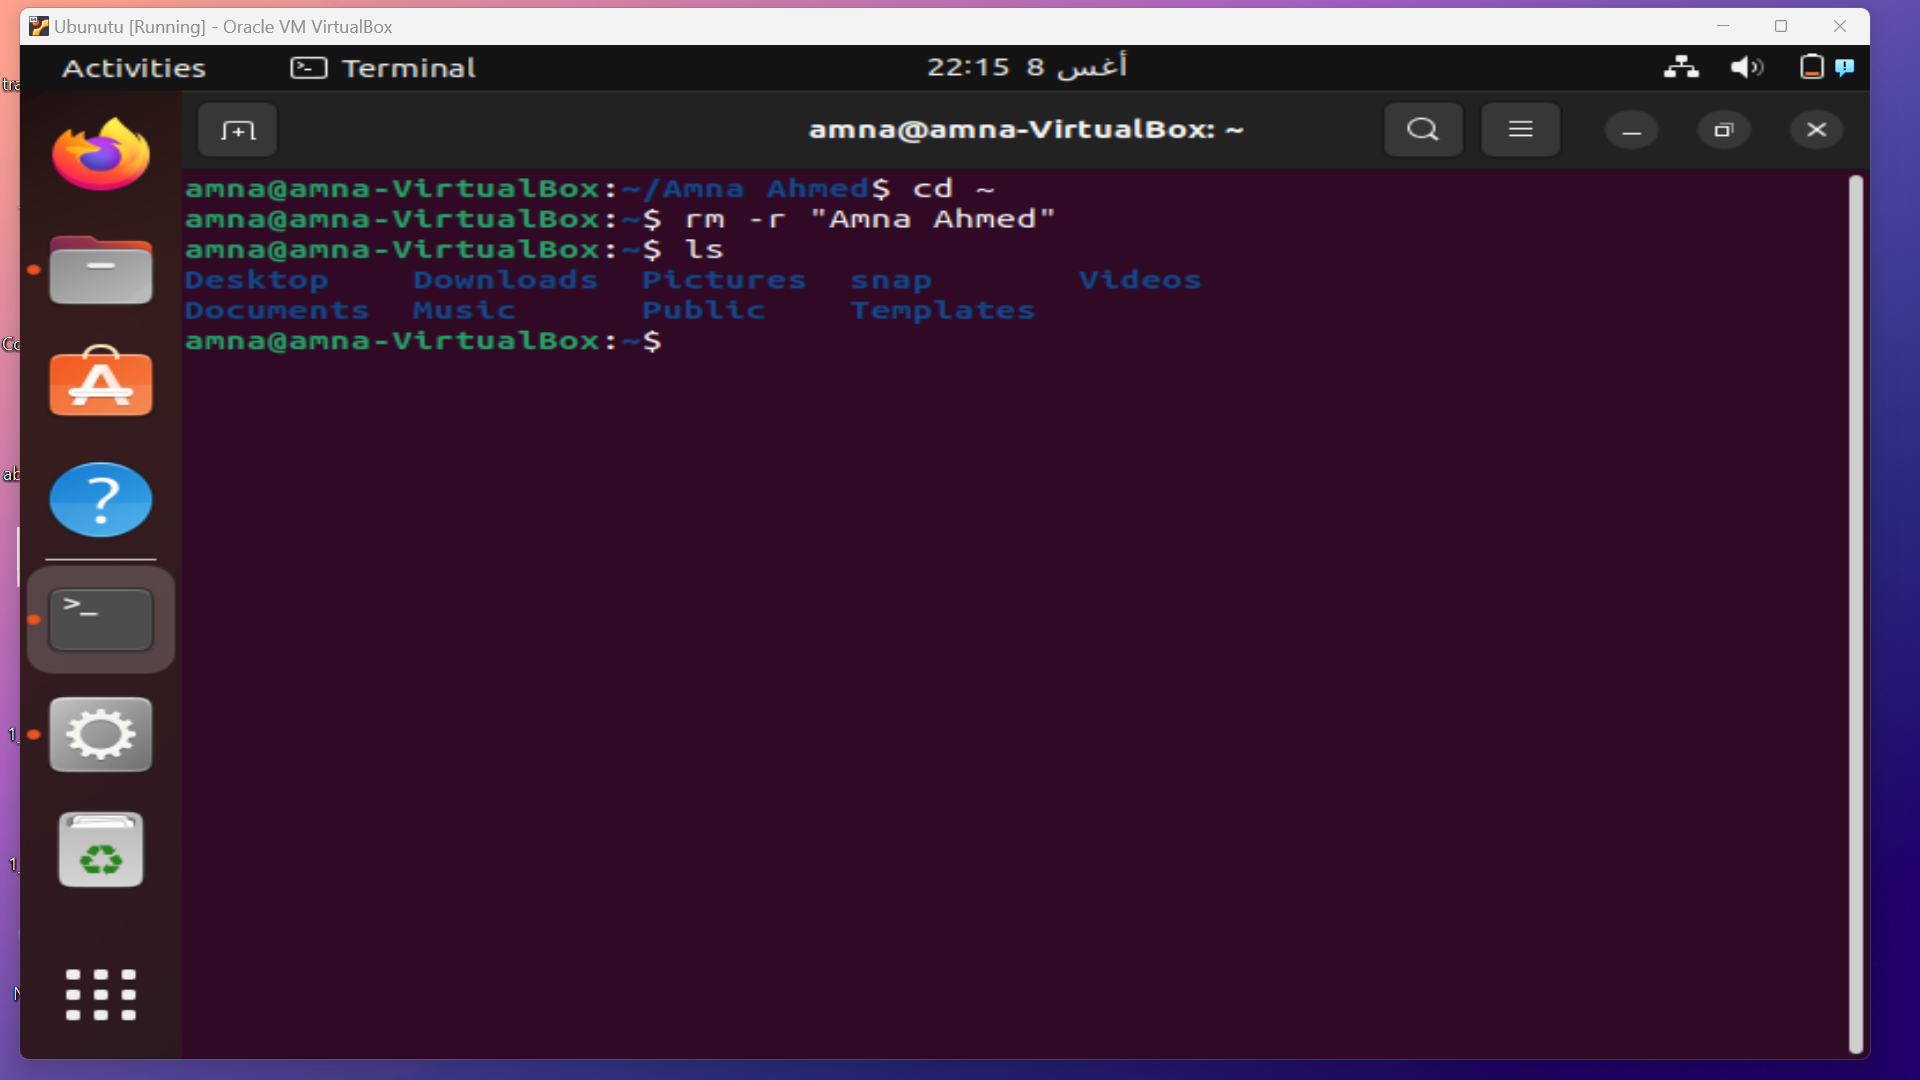 Ubunutu [Running] - Oracle VM VirtualBox
Activities
Terminal
22:15 8 أغس
amna@amna-VirtualBox: ~
amna@amna-VirtualBox:~/Amna Ahmed$ cd ~
amna@amna-VirtualBox:~$ rm -r "Amna Ahmed"
amna@amna-VirtualBox:~$ ls
Desktop Downloads Pictures snap Videos
Documents Music Public Templates
amna@amna-VirtualBox:~$